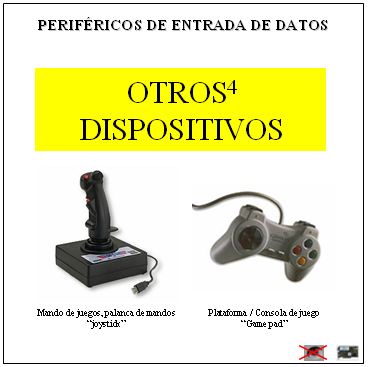 PERIFÉRICOS DE ENTRADA DE DATOS
OTROS⁴
DISPOSITIVOS
Mando de juegos, palanca de mandos
“joystick”
Plataforma / Consola de juego
“Game pad”